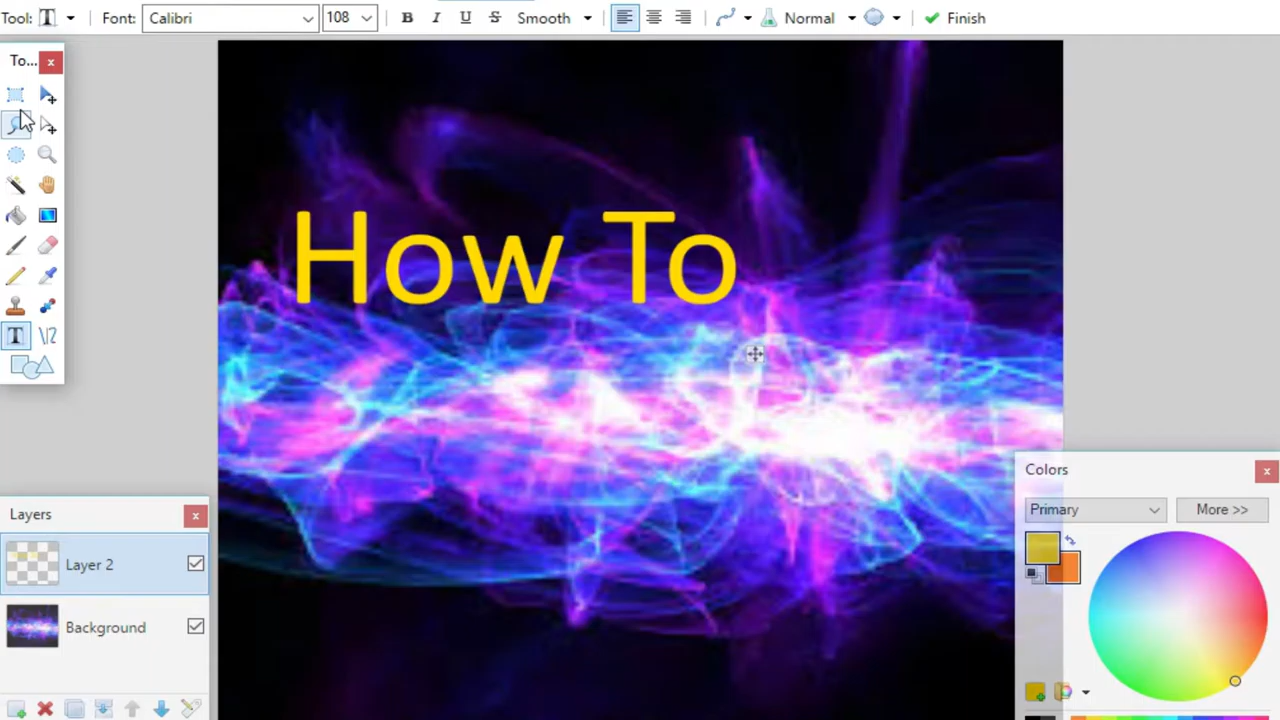 Tool: Font: Calibri 108 B I U S Smooth Normal Finish
To...
How To
T
Layers
Layer 2
Background
Colors
Primary More >>